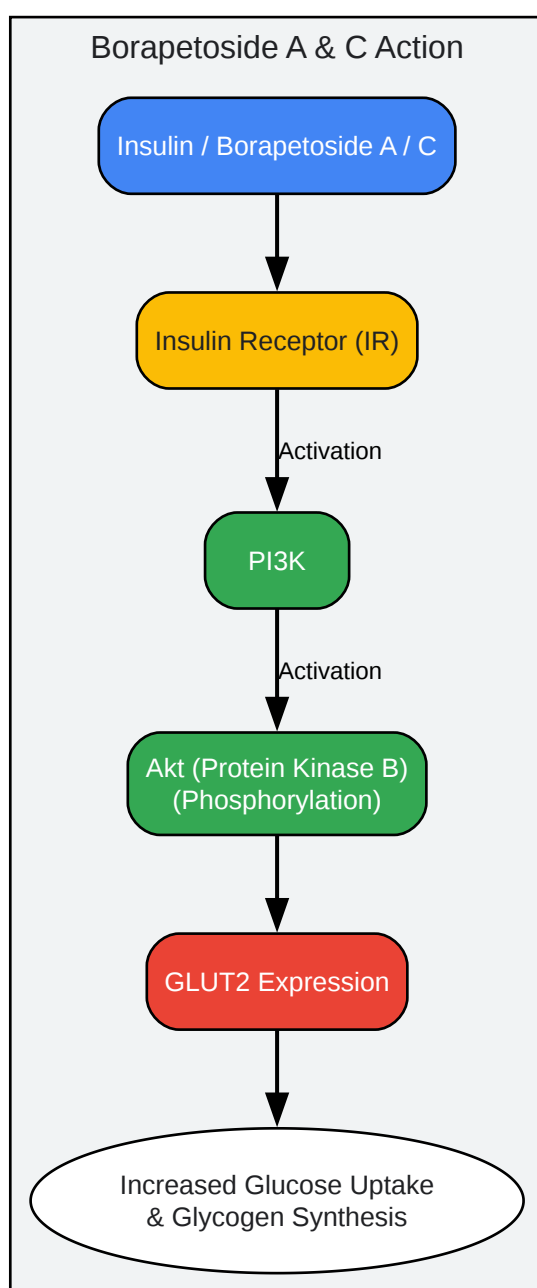 Borapetoside A & C Action
Insulin / Borapetoside A / C
Insulin Receptor (IR)
Activation
PI3K
Activation
Akt (Protein Kinase B)
(Phosphorylation)
GLUT2 Expression
Increased Glucose Uptake
& Glycogen Synthesis